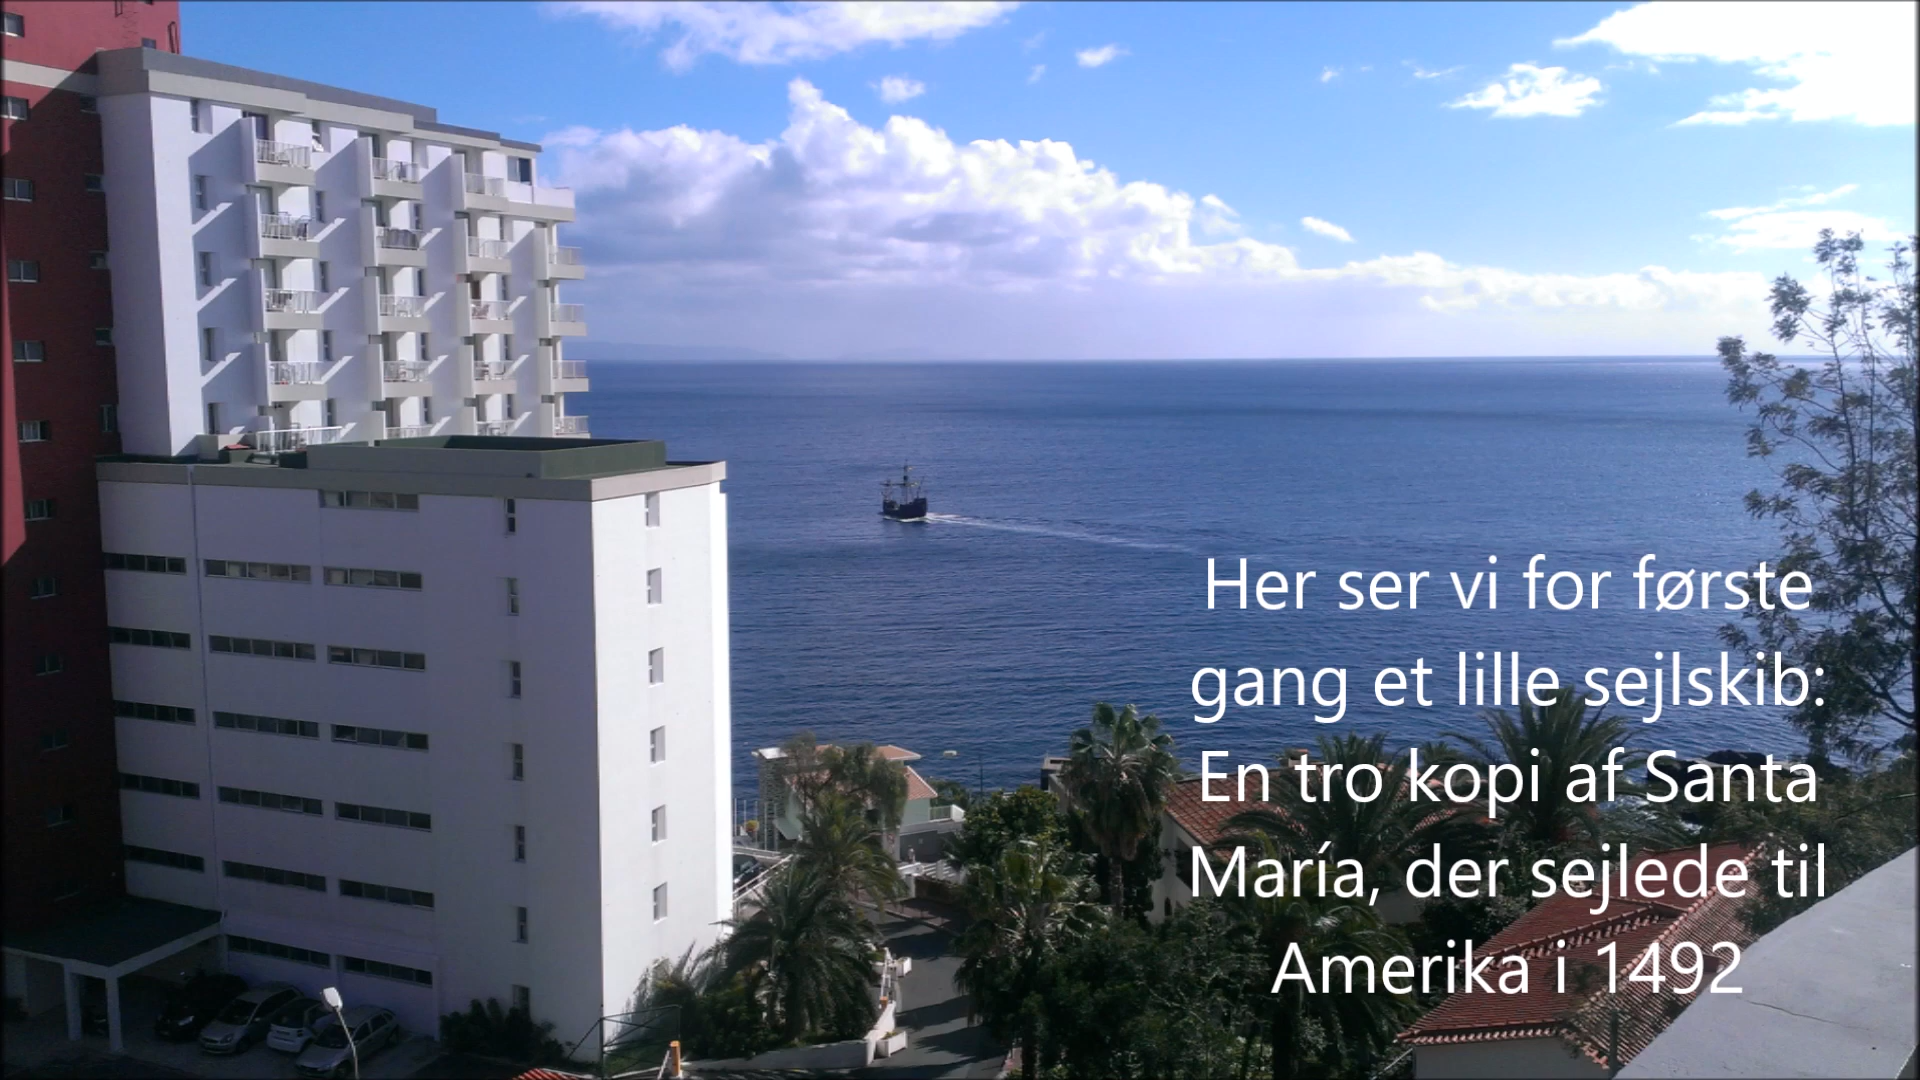 Her ser vi for første
gang et lille sejlskib:
En tro kopi af Santa
María, der sejlede til
Amerika i 1492